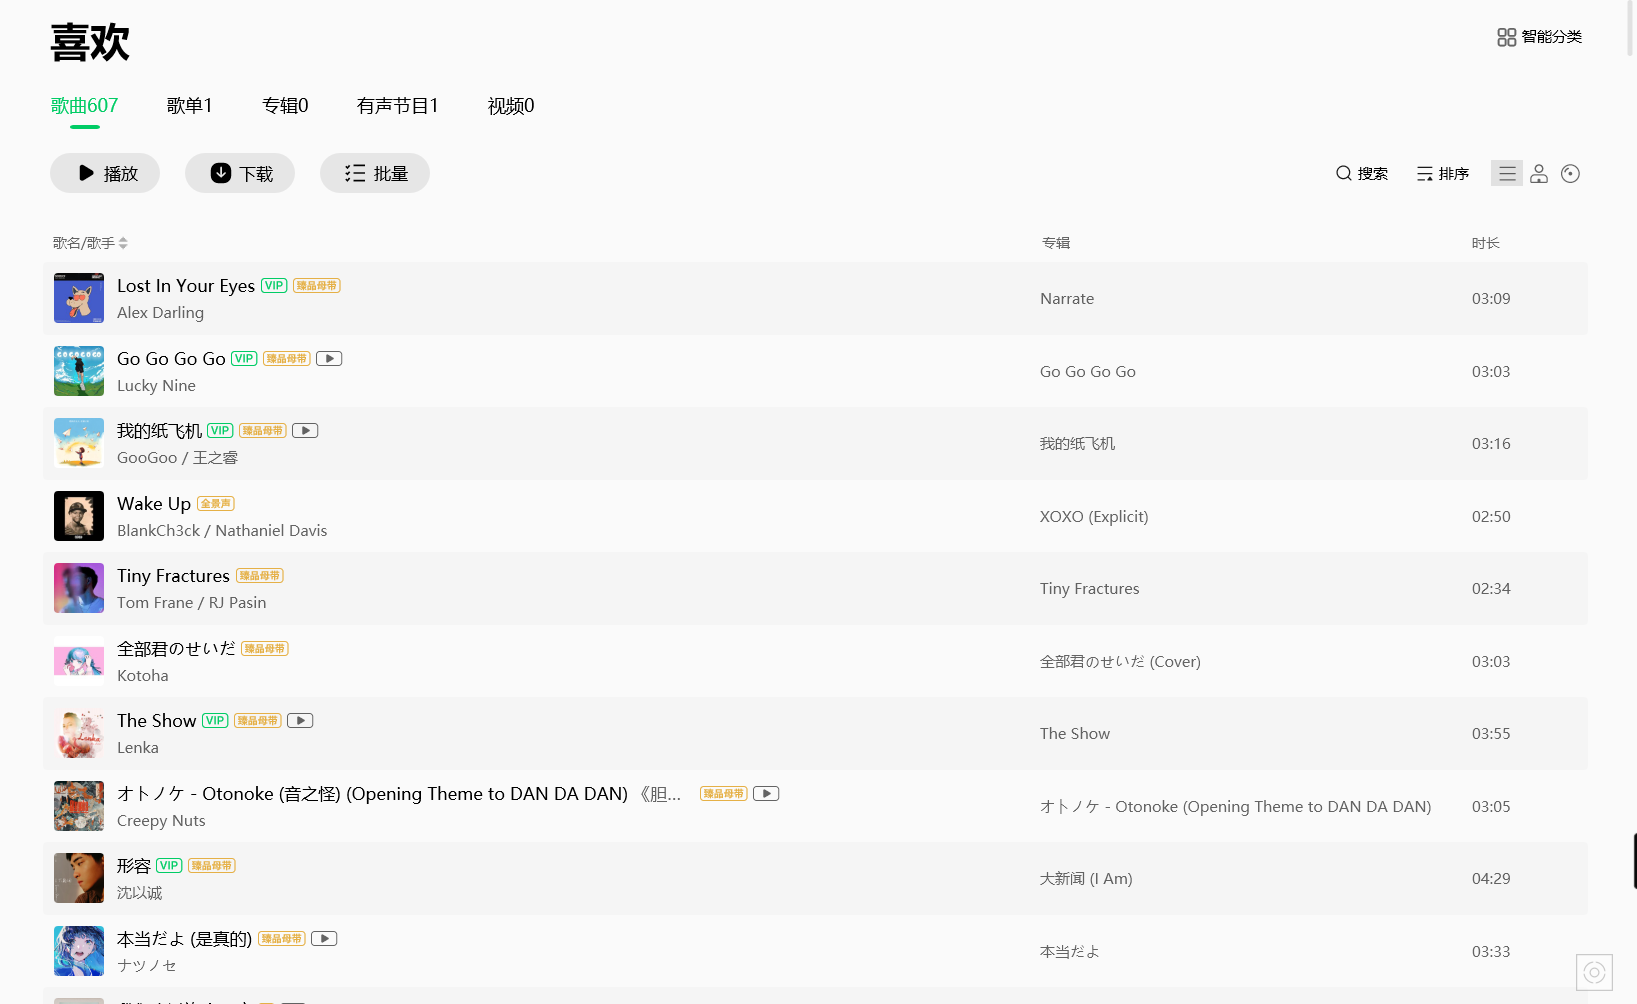 喜欢
智能分类
歌曲607 歌单1 专辑0 有声节目1 视频0
播放 下载 批量 搜索 排序
歌名/歌手 专辑 时长
Lost In Your Eyes VIP 臻品母带
Alex Darling
Narrate 03:09
Go Go Go Go VIP 臻品母带
Lucky Nine
Go Go Go Go 03:03
我的纸飞机 VIP 臻品母带
GooGoo / 王之睿
我的纸飞机 03:16
Wake Up 全景声
BlankCh3ck / Nathaniel Davis
XOXO (Explicit) 02:50
Tiny Fractures 臻品母带
Tom Frane / RJ Pasin
Tiny Fractures 02:34
全部君のせいだ 臻品母带
Kotoha
全部君のせいだ (Cover) 03:03
The Show VIP 臻品母带
Lenka
The Show 03:55
オトノケ - Otonoke (音之怪) (Opening Theme to DAN DA DAN) 《胆... 臻品母带
Creepy Nuts
オトノケ - Otonoke (Opening Theme to DAN DA DAN) 03:05
形容 VIP 臻品母带
沈以诚
大新闻 (I Am) 04:29
本当だよ (是真的) 臻品母带
ナツノセ
本当だよ 03:33